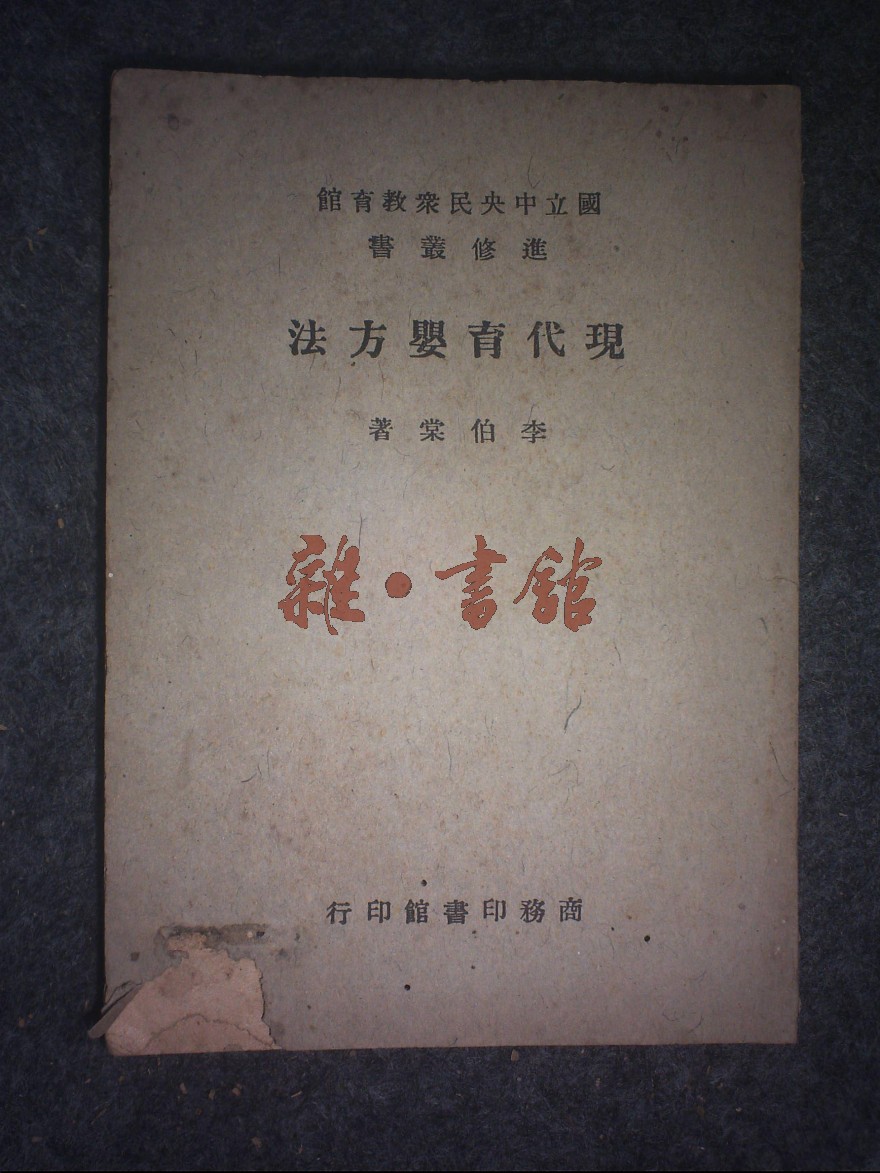 國立中央民衆教育館
進修叢書
現代育嬰方法
李伯棠著
雜·書館
商務印書館印行